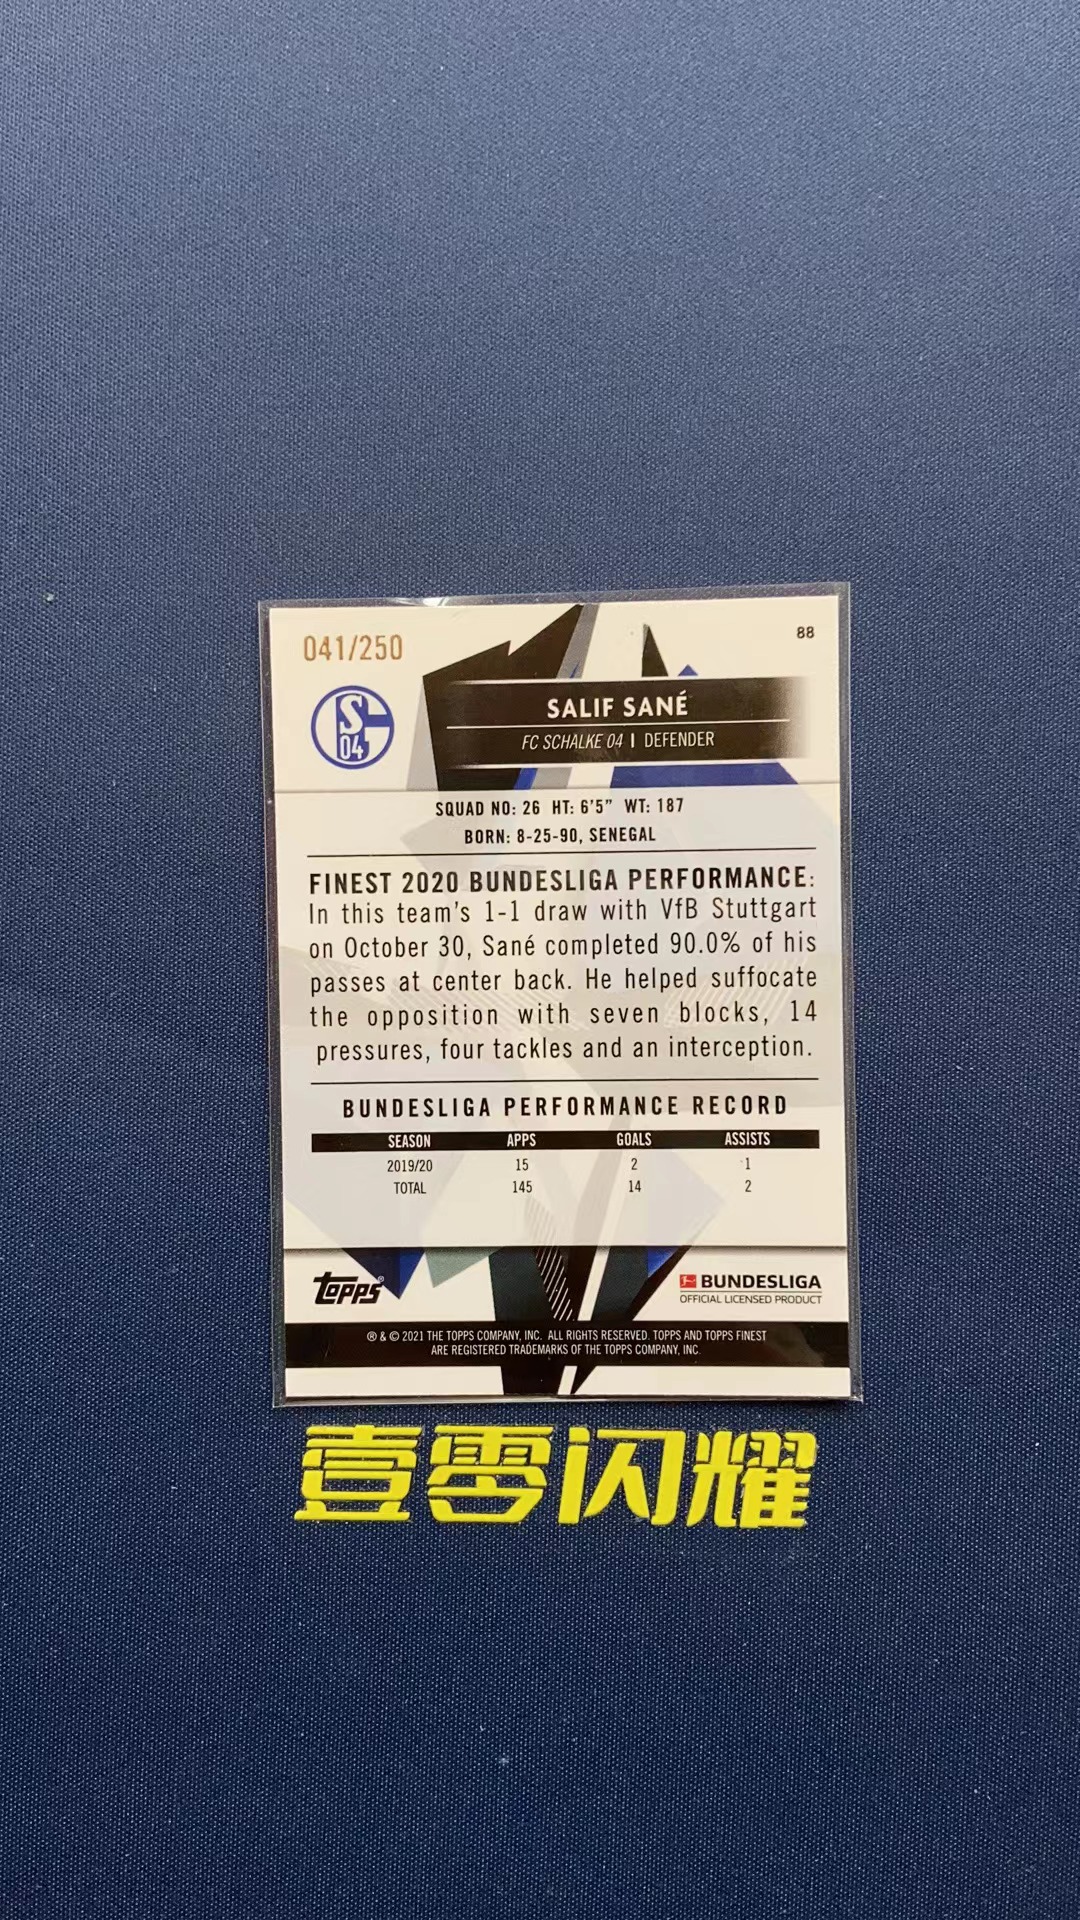 041/250
88
S
04
SALIF SANÉ
FC SCHALKE 04 | DEFENDER
SQUAD NO: 26 HT: 6'5" WT: 187
BORN: 8-25-90, SENEGAL
FINEST 2020 BUNDESLIGA PERFORMANCE:
In this team's 1-1 draw with VfB Stuttgart
on October 30, Sané completed 90.0% of his
passes at center back. He helped suffocate
the opposition with seven blocks, 14
pressures, four tackles and an interception.
BUNDESLIGA PERFORMANCE RECORD
SEASON APPS GOALS ASSISTS
2019/20 15 2 1
TOTAL 145 14 2
topps®
BUNDESLIGA
OFFICIAL LICENSED PRODUCT
® & © 2021 THE TOPPS COMPANY, INC. ALL RIGHTS RESERVED. TOPPS AND TOPPS FINEST
ARE REGISTERED TRADEMARKS OF THE TOPPS COMPANY, INC.
壹零闪耀